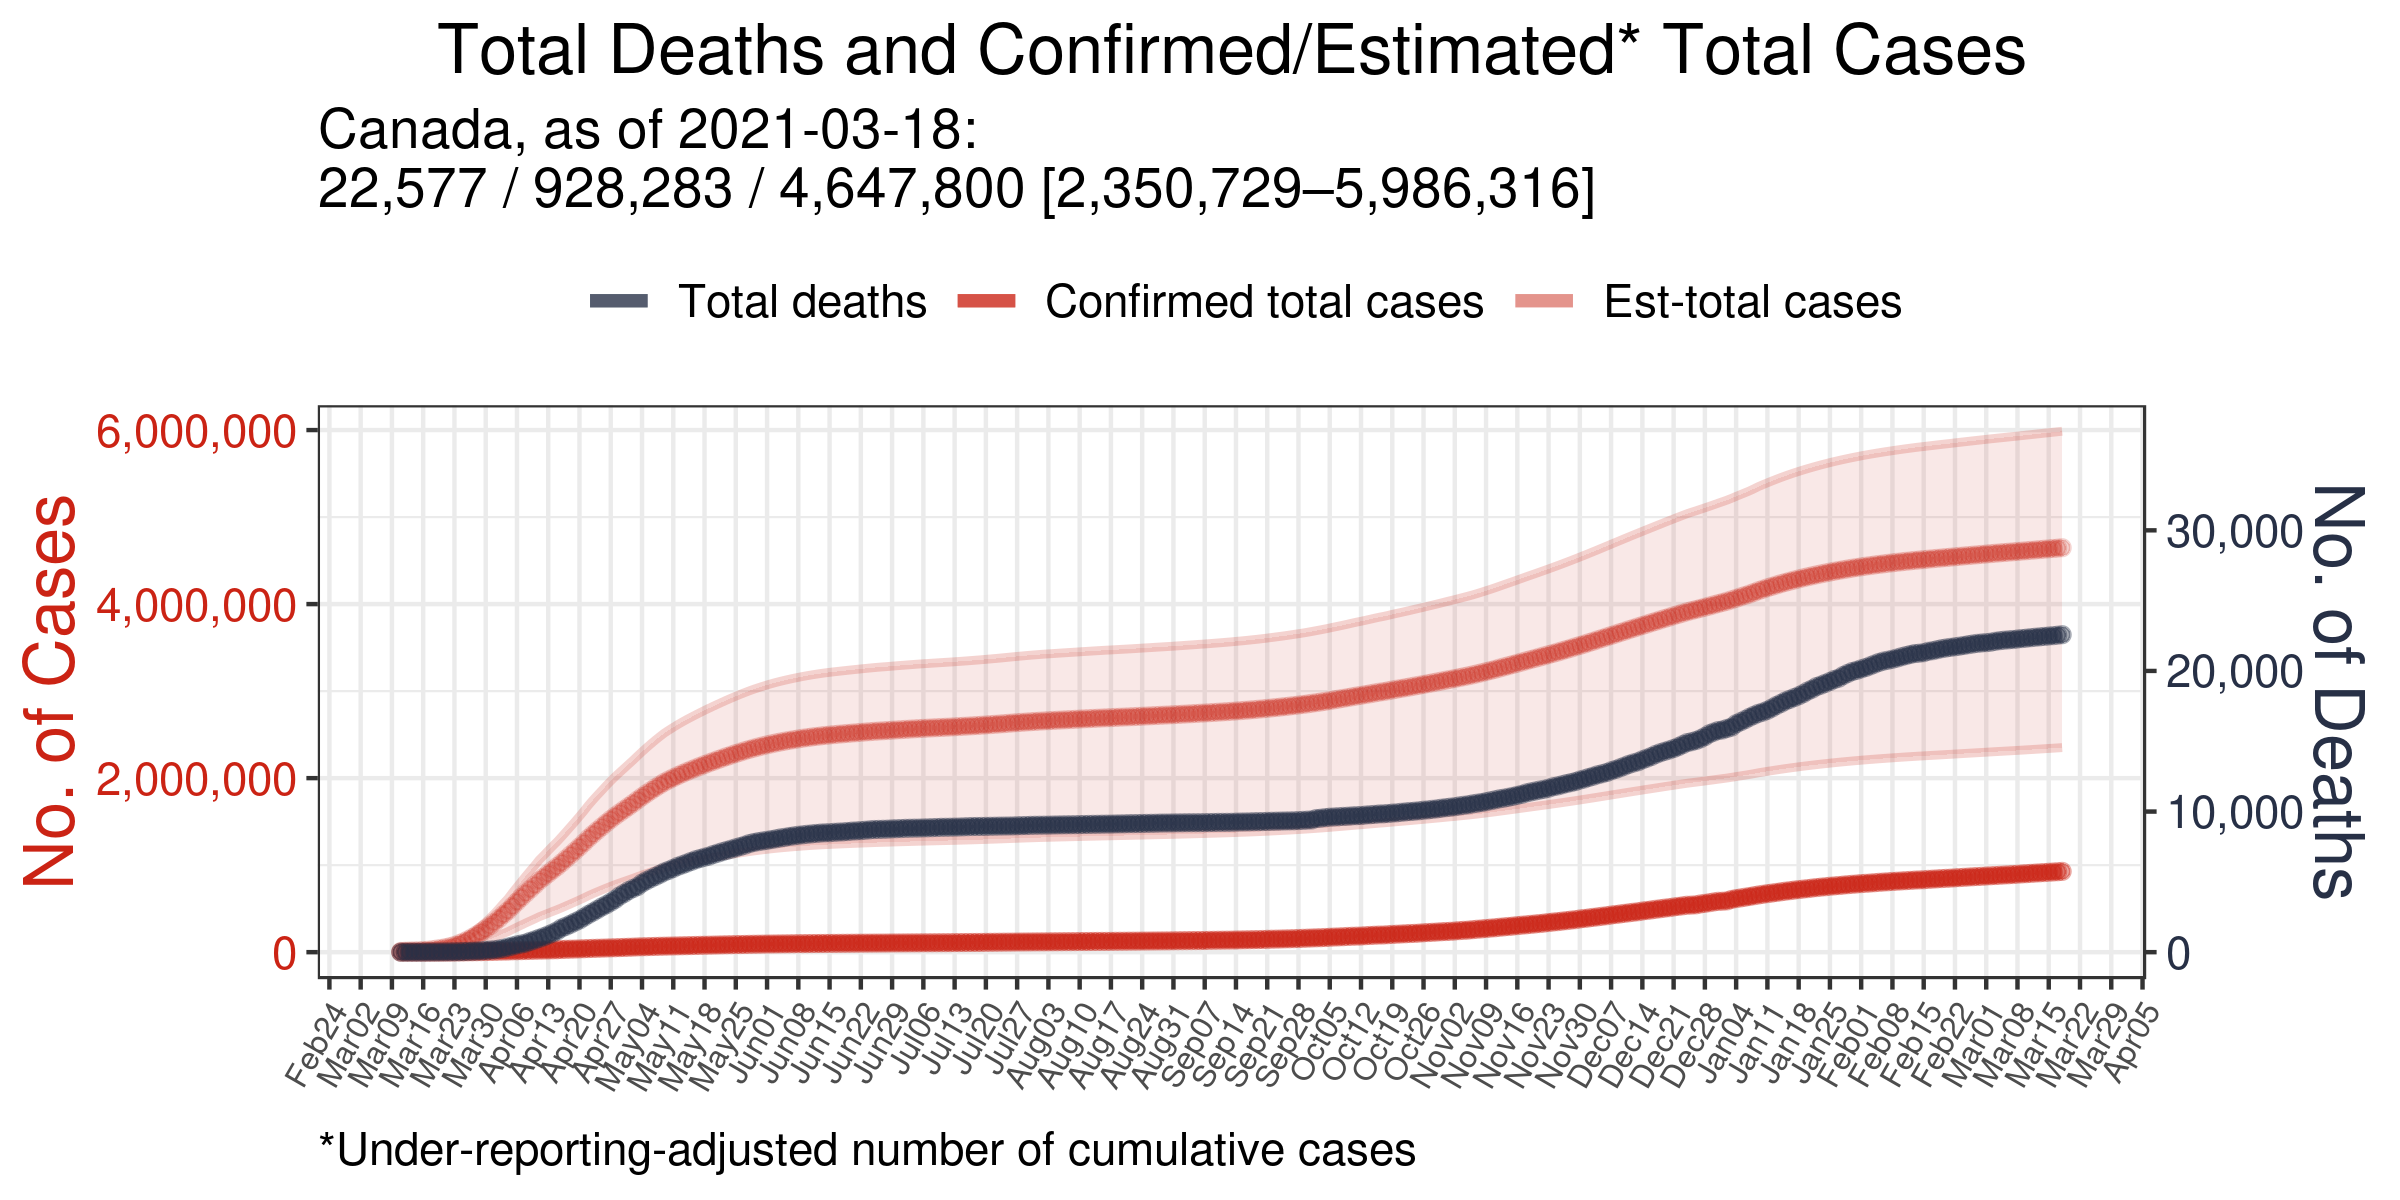 Total Deaths and Confirmed/Estimated* Total Cases
Canada, as of 2021-03-18:
22,577 / 928,283 / 4,647,800 [2,350,729–5,986,316]
Total deaths
Confirmed total cases
Est-total cases
No. of Cases
6,000,000
4,000,000
2,000,000
0
30,000
20,000
10,000
0
No. of Deaths
Feb24
Mar02
Mar09
Mar16
Mar23
Mar30
Apr06
Apr13
Apr20
Apr27
May04
May11
May18
May25
Jun01
Jun08
Jun15
Jun22
Jun29
Jul06
Jul13
Jul20
Jul27
Aug03
Aug10
Aug17
Aug24
Aug31
Sep07
Sep14
Sep21
Sep28
Oct05
Oct12
Oct19
Oct26
Nov02
Nov09
Nov16
Nov23
Nov30
Dec07
Dec14
Dec21
Dec28
Jan04
Jan11
Jan18
Jan25
Feb01
Feb08
Feb15
Feb22
Mar01
Mar08
Mar15
Mar22
Mar29
Apr05
*Under-reporting-adjusted number of cumulative cases